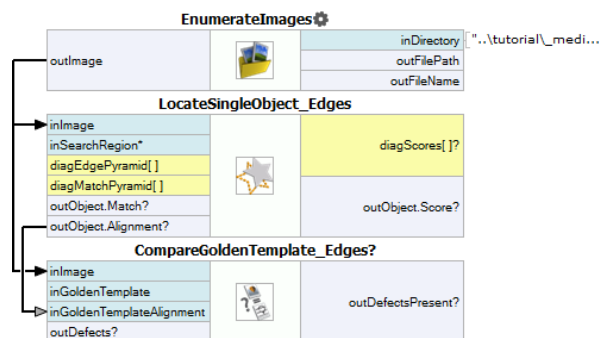 EnumerateImages
outImage
inDirectory "..\tutorial\_medi...
outFilePath
outFileName
LocateSingleObject_Edges
inImage
inSearchRegion*
diagEdgePyramid[ ]
diagMatchPyramid[ ]
outObject.Match?
outObject.Alignment?
diagScores[ ]?
outObject.Score?
CompareGoldenTemplate_Edges?
inImage
inGoldenTemplate
inGoldenTemplateAlignment
outDefects?
outDefectsPresent?